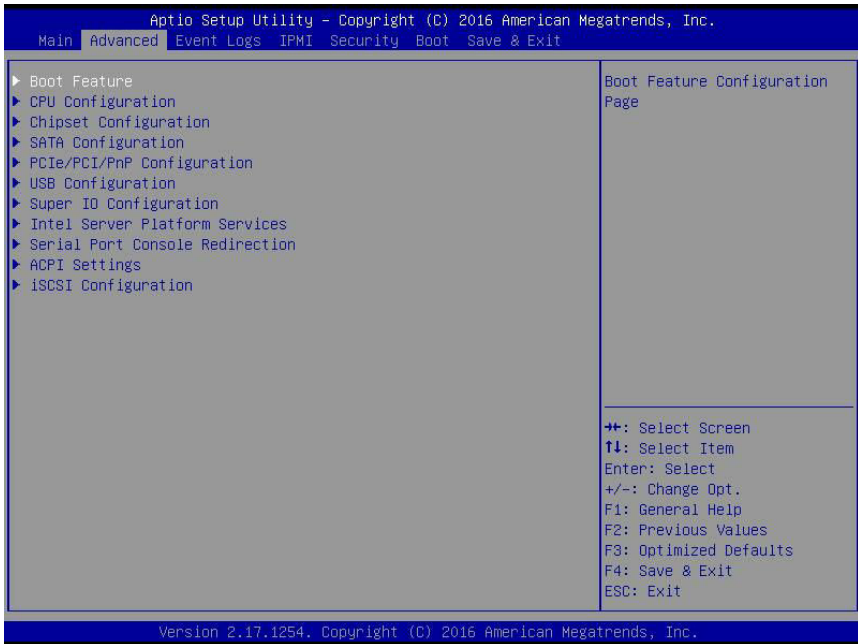 Aptio Setup Utility – Copyright (C) 2016 American Megatrends, Inc.
Main Advanced Event Logs IPMI Security Boot Save & Exit
▶ Boot Feature
▶ CPU Configuration
▶ Chipset Configuration
▶ SATA Configuration
▶ PCIe/PCI/PnP Configuration
▶ USB Configuration
▶ Super IO Configuration
▶ Intel Server Platform Services
▶ Serial Port Console Redirection
▶ ACPI Settings
▶ iSCSI Configuration
Boot Feature Configuration
Page
→←: Select Screen
↑↓: Select Item
Enter: Select
+/-: Change Opt.
F1: General Help
F2: Previous Values
F3: Optimized Defaults
F4: Save & Exit
ESC: Exit
Version 2.17.1254. Copyright (C) 2016 American Megatrends, Inc.